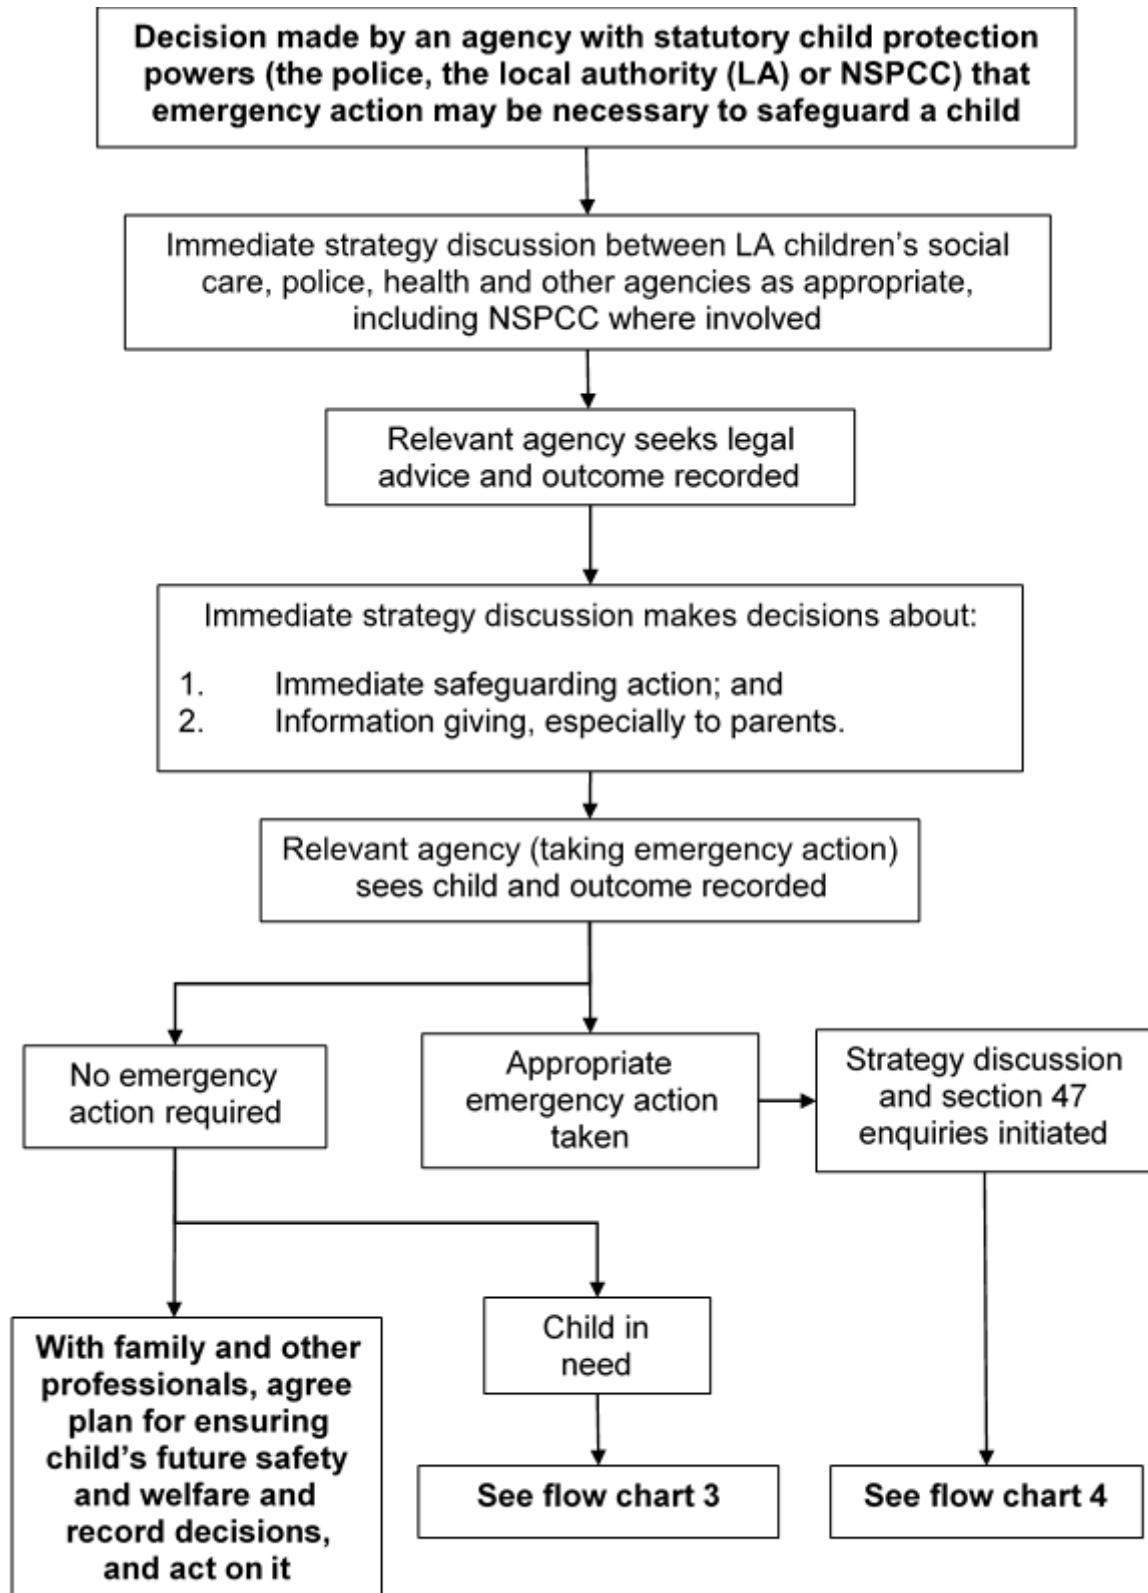 Decision made by an agency with statutory child protection
powers (the police, the local authority (LA) or NSPCC) that
emergency action may be necessary to safeguard a child
Immediate strategy discussion between LA children’s social
care, police, health and other agencies as appropriate,
including NSPCC where involved
Relevant agency seeks legal
advice and outcome recorded
Immediate strategy discussion makes decisions about:
1. Immediate safeguarding action; and
2. Information giving, especially to parents.
Relevant agency (taking emergency action)
sees child and outcome recorded
No emergency
action required
Appropriate
emergency action
taken
Strategy discussion
and section 47
enquiries initiated
With family and other
professionals, agree
plan for ensuring
child’s future safety
and welfare and
record decisions,
and act on it
Child in
need
See flow chart 3
See flow chart 4